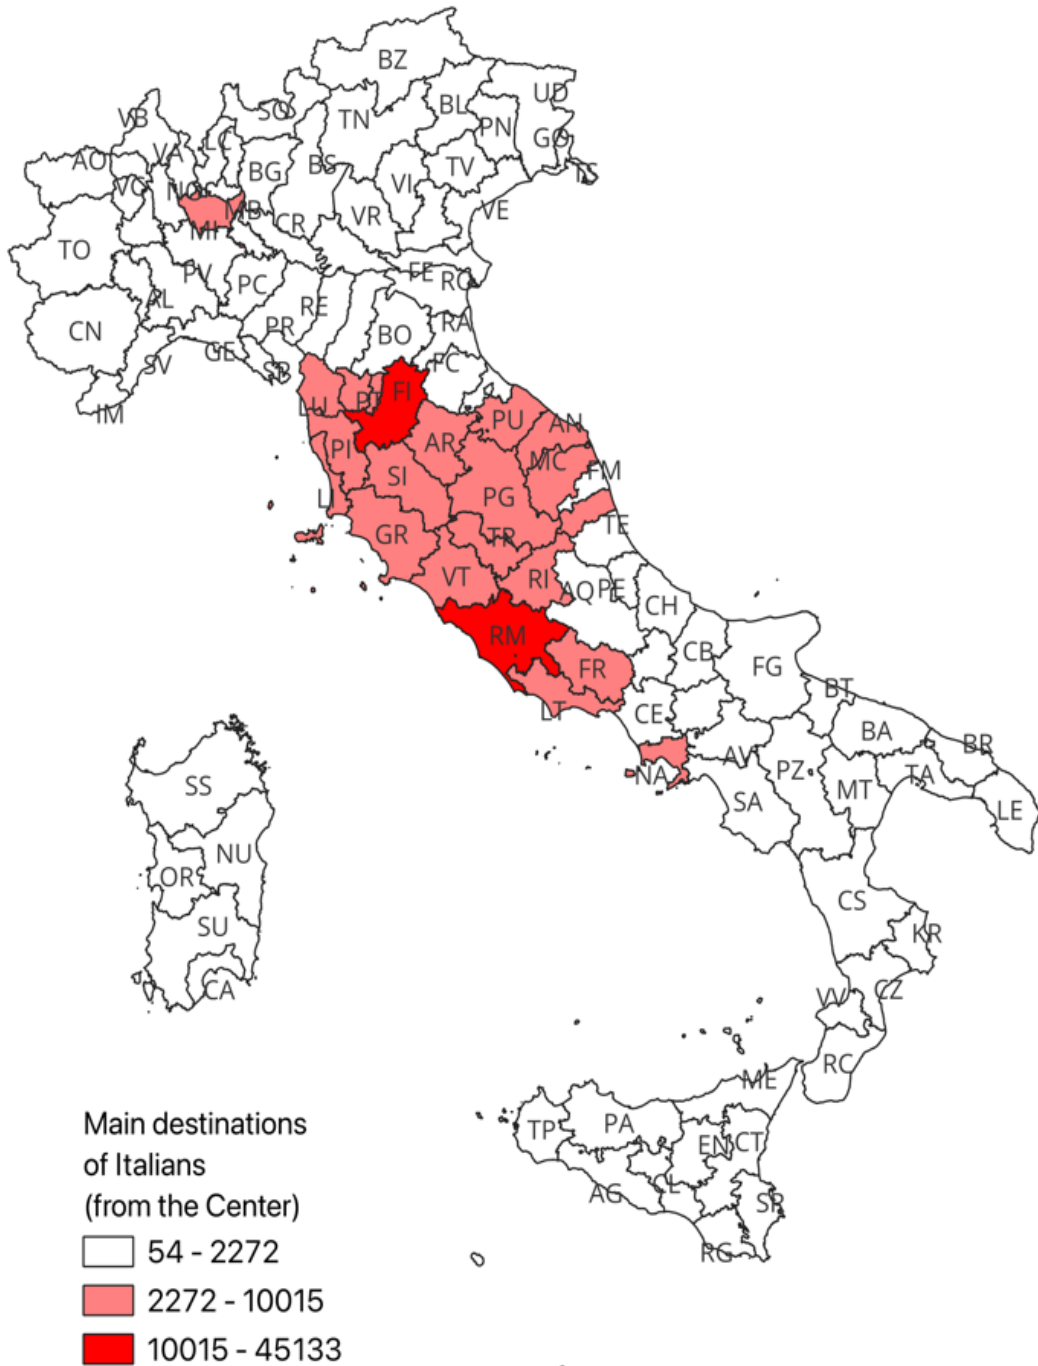 BZ
UD
BL
SO
VB
TN
PN
GO
LC
VA
AO
BS
BG
TV
TS
VC
VI
NO
MB
VR
VE
CR
MI
TO
FE
PV
PC
RO
AL
RE
RA
CN
PR
BO
GE
FC
SV
SP
FI
PT
LU
IM
PU
AN
AR
PI
MC
FM
SI
LI
PG
TE
GR
TR
VT
RI
AQ
PE
CH
RM
CB
FR
FG
BT
LT
CE
BA
BR
AV
NA
PZ
TA
SS
MT
SA
LE
NU
OR
CS
SU
KR
CA
CZ
VV
RC
ME
TP
PA
EN
CT
CL
AG
SR
RG
Main destinations
of Italians
(from the Center)
54 - 2272
2272 - 10015
10015 - 45133